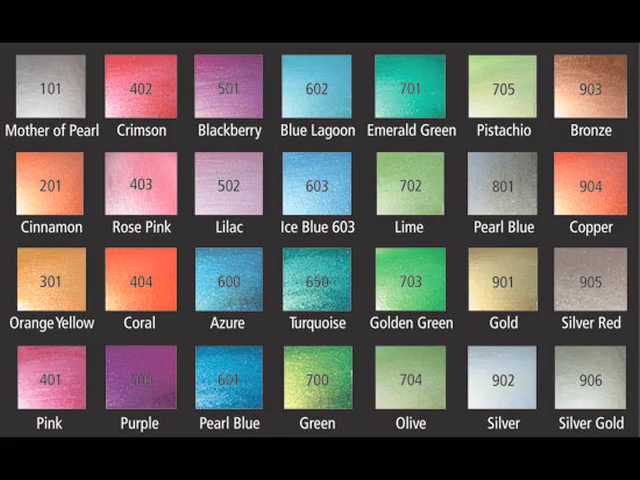 101 402 501 602 701 705 903
Mother of Pearl Crimson Blackberry Blue Lagoon Emerald Green Pistachio Bronze
201 403 502 603 702 801 904
Cinnamon Rose Pink Lilac Ice Blue 603 Lime Pearl Blue Copper
301 404 600 650 703 901 905
Orange Yellow Coral Azure Turquoise Golden Green Gold Silver Red
401 500 601 700 704 902 906
Pink Purple Pearl Blue Green Olive Silver Silver Gold